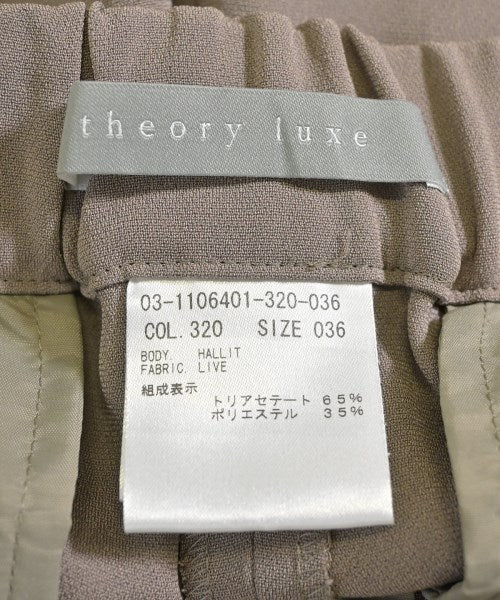 theory luxe
03-1106401-320-036
COL. 320 SIZE 036
BODY. HALLIT
FABRIC. LIVE
組成表示
トリアセテート 65%
ポリエステル 35%